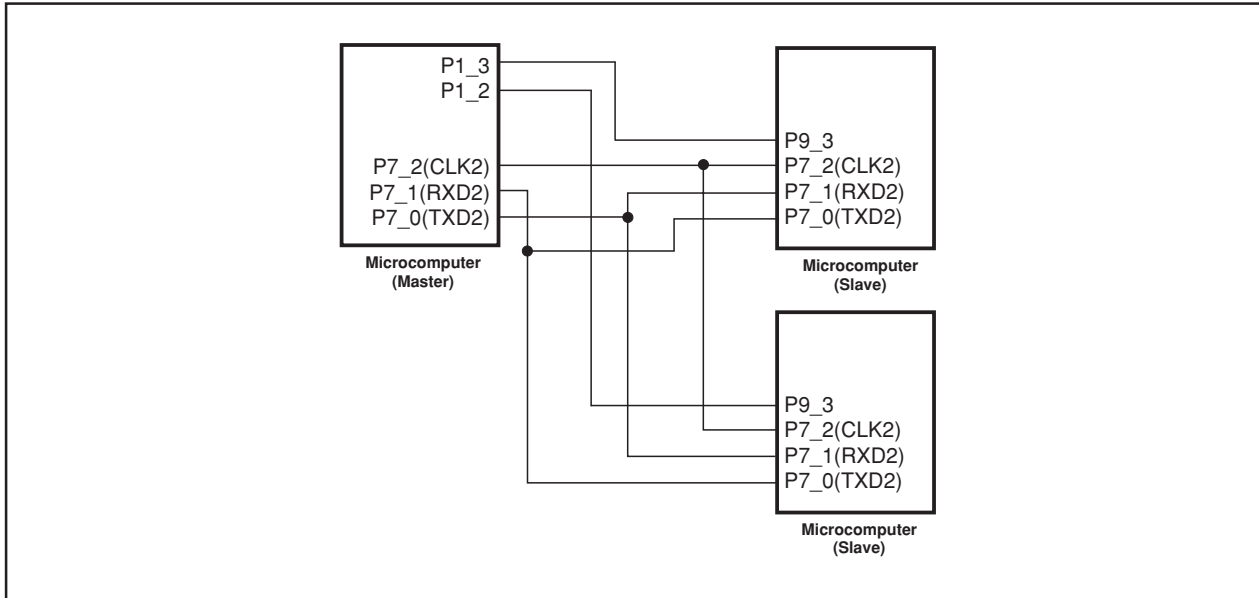 P1_3
P1_2
P7_2(CLK2)
P7_1(RXD2)
P7_0(TXD2)
Microcomputer
(Master)
P9_3
P7_2(CLK2)
P7_1(RXD2)
P7_0(TXD2)
Microcomputer
(Slave)
P9_3
P7_2(CLK2)
P7_1(RXD2)
P7_0(TXD2)
Microcomputer
(Slave)